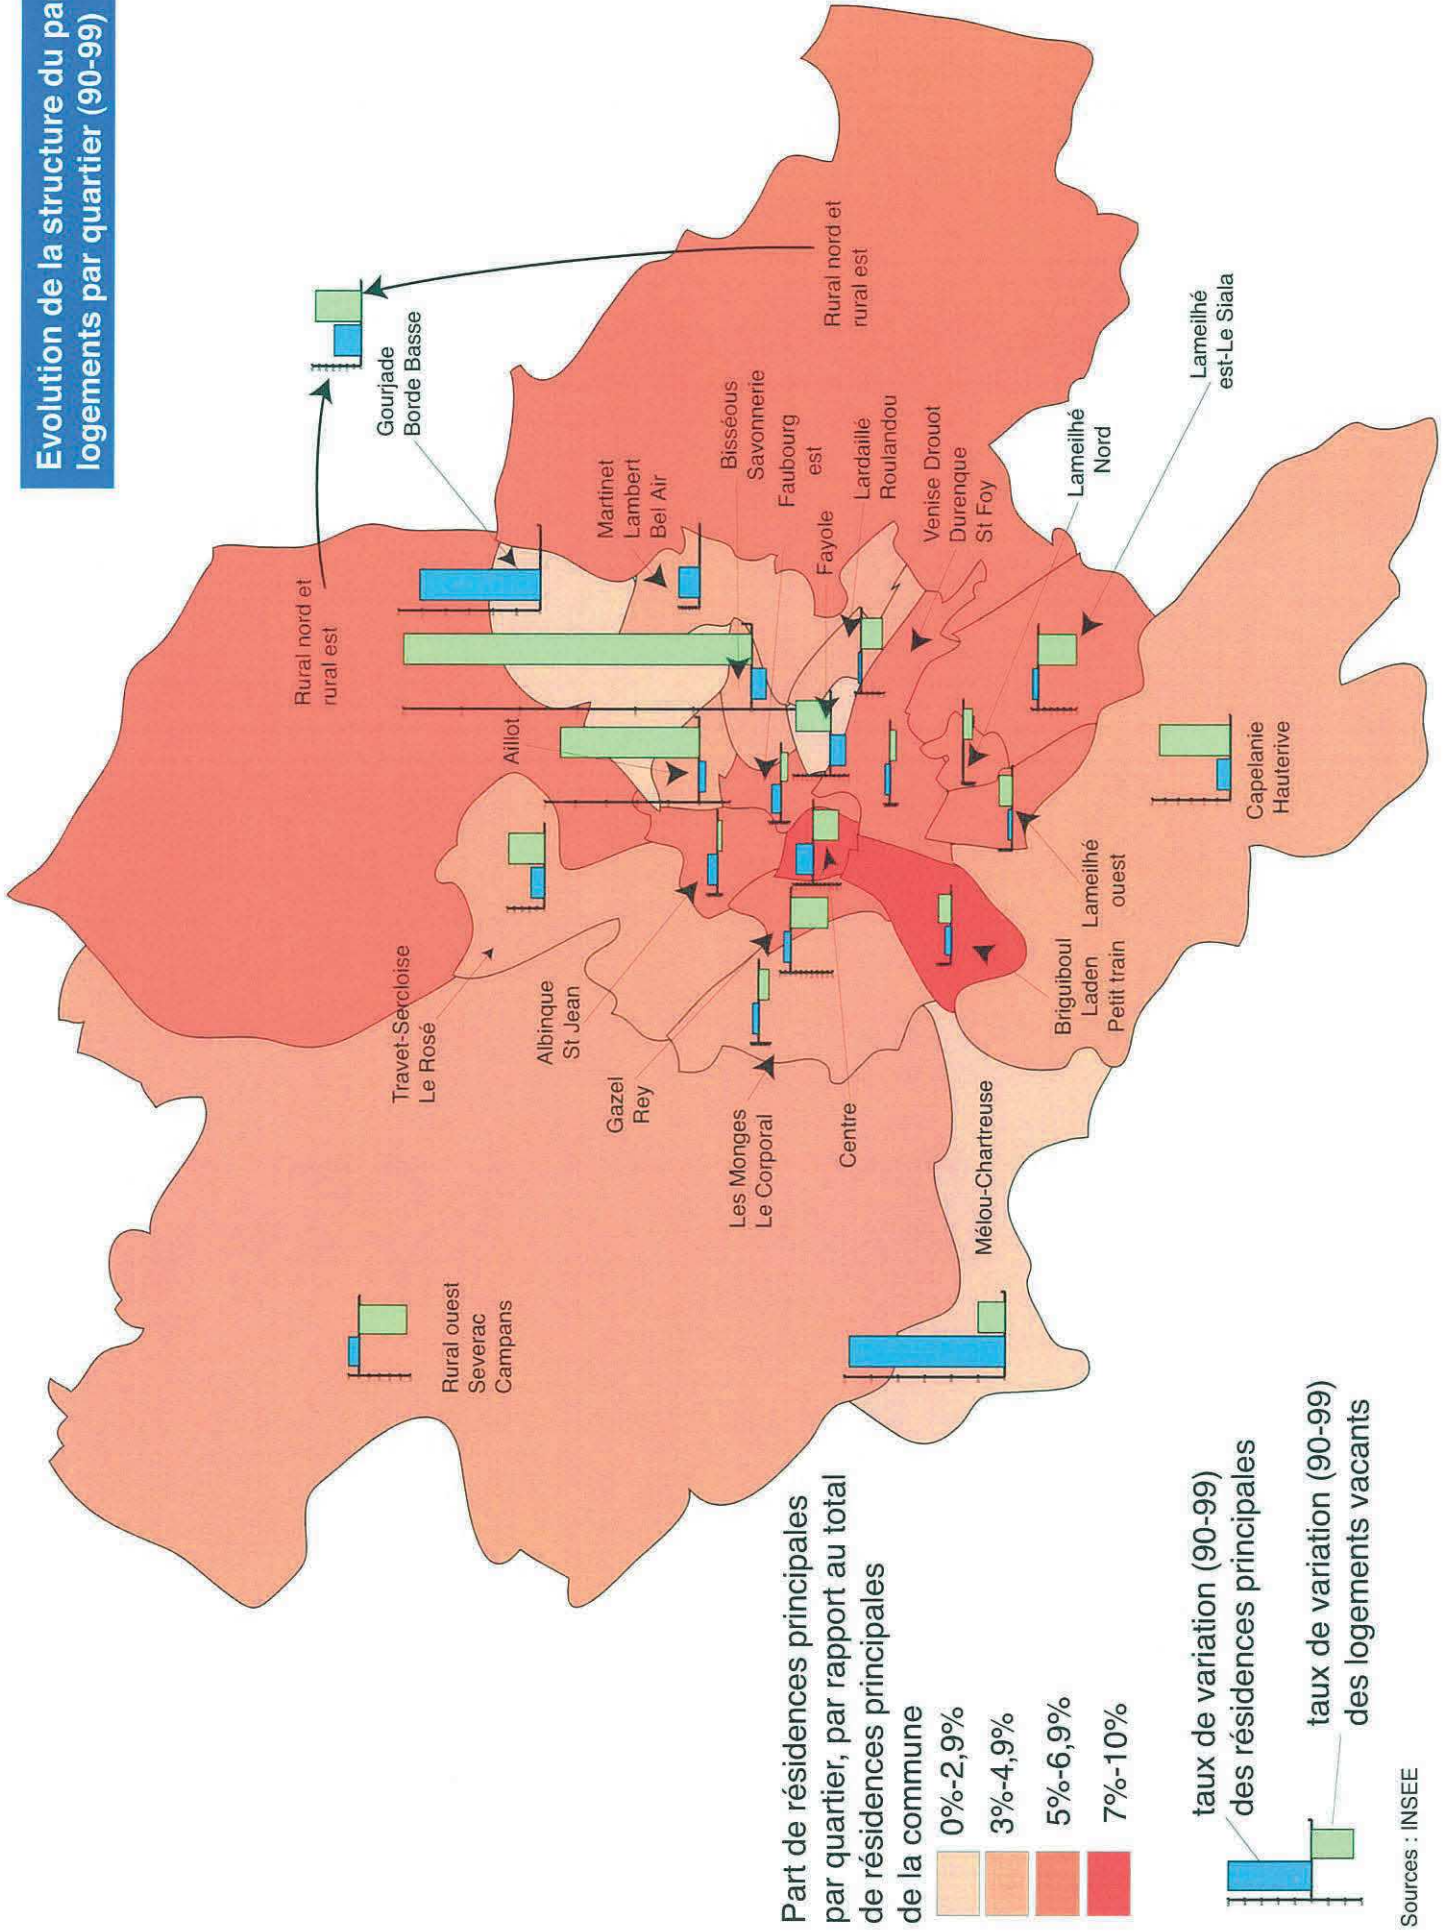 Evolution de la structure du
logements par quartier (90-99)
Rural nord et
rural est
Gourjade
Borde Basse
Aillot
Martinet
Lambert
Bel Air
Bisséous
Savonnerie
Faubourg
est
Fayole
Lardaille
Roulandou
Rural nord et
rural est
Venise Drouot
Durenque
St Foy
Lameilhé
Nord
Lameilhé
est-Le Siala
Travet-Sercloise
Le Rosé
Albinque
St Jean
Gazel
Rey
Les Monges
Le Corporal
Centre
Mélou-Chartreuse
Briguiboul
Laden
Petit train
Lameilhé
ouest
Capelanie
Hauterive
Rural ouest
Severac
Campans
Part de résidences principales
par quartier, par rapport au total
de résidences principales
de la commune
0%-2,9%
3%-4,9%
5%-6,9%
7%-10%
taux de variation (90-99)
des résidences principales
taux de variation (90-99)
des logements vacants
Sources : INSEE